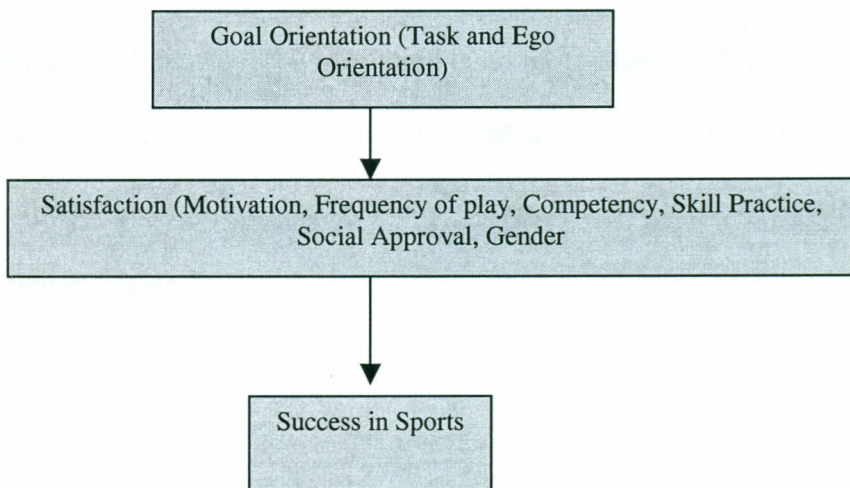 Goal Orientation (Task and Ego
Orientation)
Satisfaction (Motivation, Frequency of play, Competency, Skill Practice,
Social Approval, Gender
Success in Sports